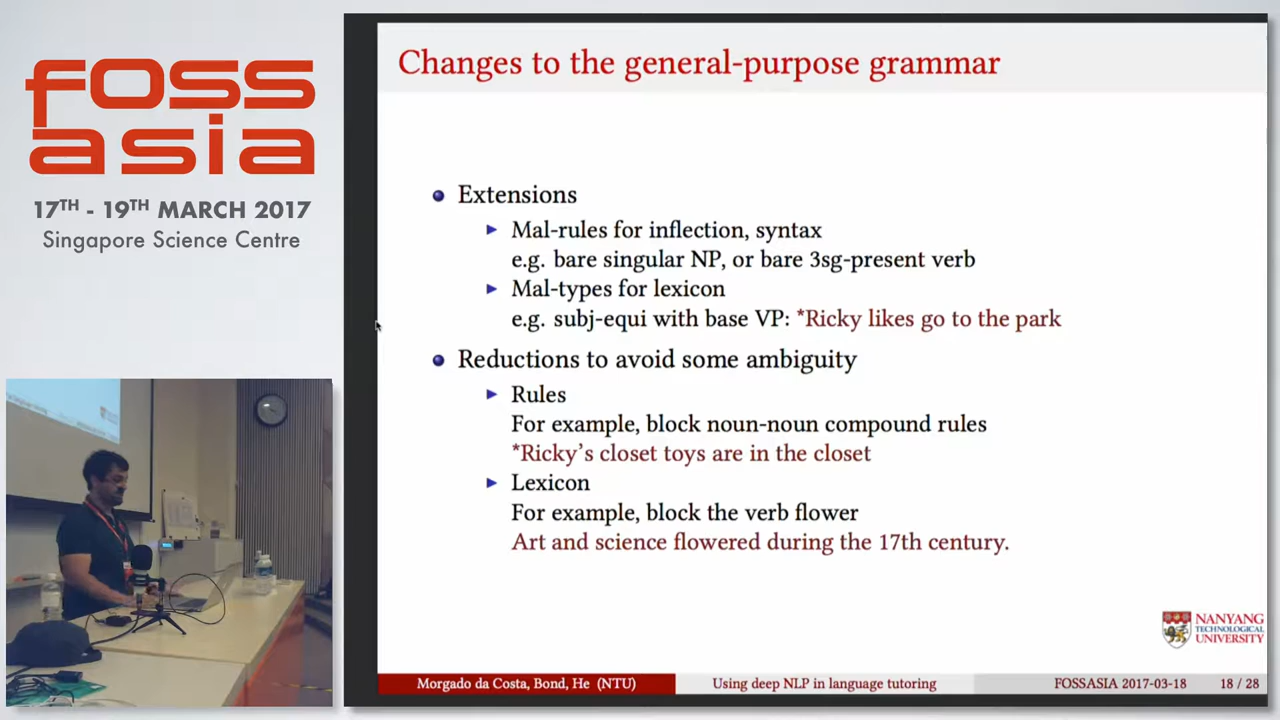 FOSS
asia
17TH - 19TH MARCH 2017
Singapore Science Centre
Changes to the general-purpose grammar
Extensions
Mal-rules for inflection, syntax
e.g. bare singular NP, or bare 3sg-present verb
Mal-types for lexicon
e.g. subj-equi with base VP: *Ricky likes go to the park
Reductions to avoid some ambiguity
Rules
For example, block noun-noun compound rules
*Ricky's closet toys are in the closet
Lexicon
For example, block the verb flower
Art and science flowered during the 17th century.
NANYANG
TECHNOLOGICAL
UNIVERSITY
Morgado da Costa, Bond, He (NTU) Using deep NLP in language tutoring FOSSASIA 2017-03-18 18 / 28